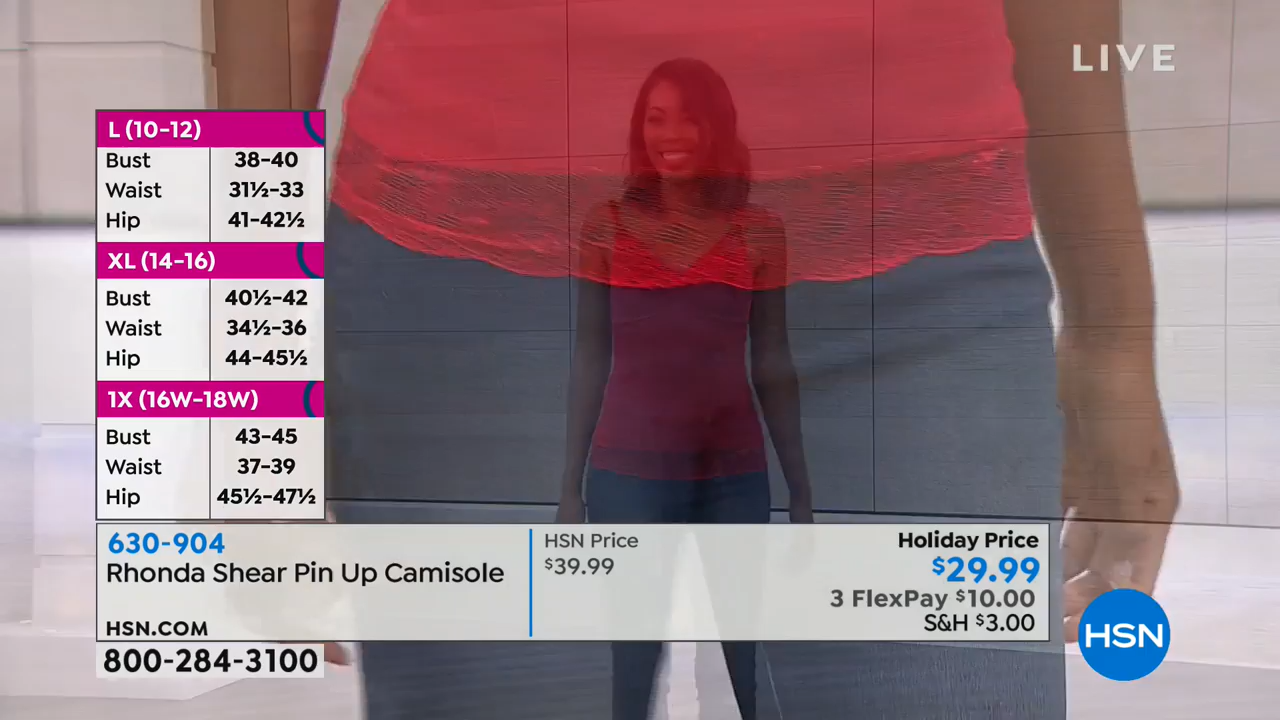 LIVE
L (10-12)
Bust 38-40
Waist 31½-33
Hip 41-42½
XL (14-16)
Bust 40½-42
Waist 34½-36
Hip 44-45½
1X (16W-18W)
Bust 43-45
Waist 37-39
Hip 45½-47½
630-904
Rhonda Shear Pin Up Camisole
HSN.COM
HSN Price
$39.99
Holiday Price
$29.99
3 FlexPay $10.00
S&H $3.00
800-284-3100
HSN